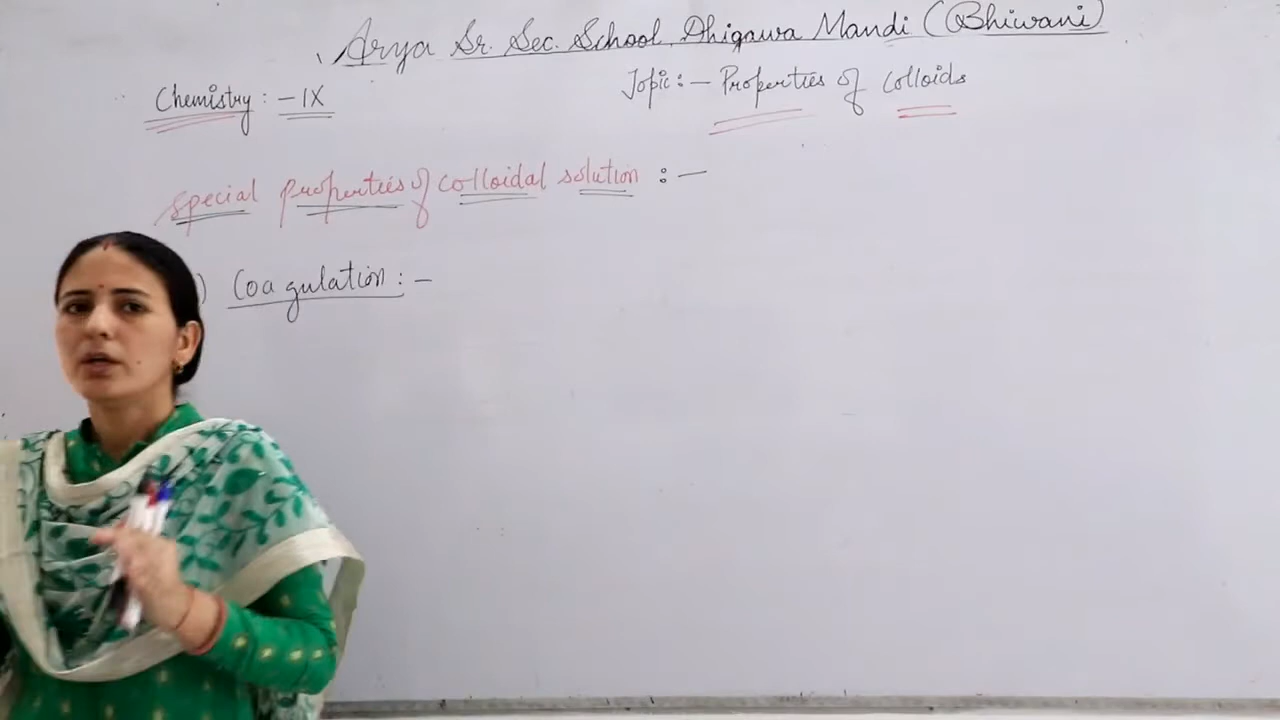 Arya Sr. Sec. School, Dhigawa Mandi (Bhiwani)
Chemistry : - IX
Topic :- Properties of Colloids
special properties of colloidal solution :-
) Coagulation :-